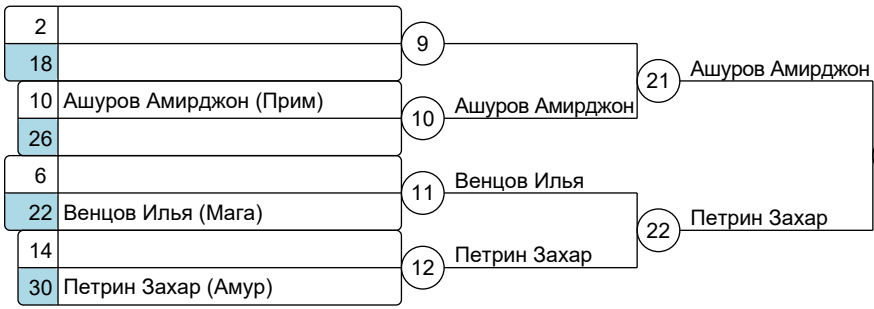 2
9
18
21 Ашуров Амирджон
10 Ашуров Амирджон (Прим)
10 Ашуров Амирджон
26
6
11 Венцов Илья
22 Венцов Илья (Мага)
22 Петрин Захар
14
12 Петрин Захар
30 Петрин Захар (Амур)